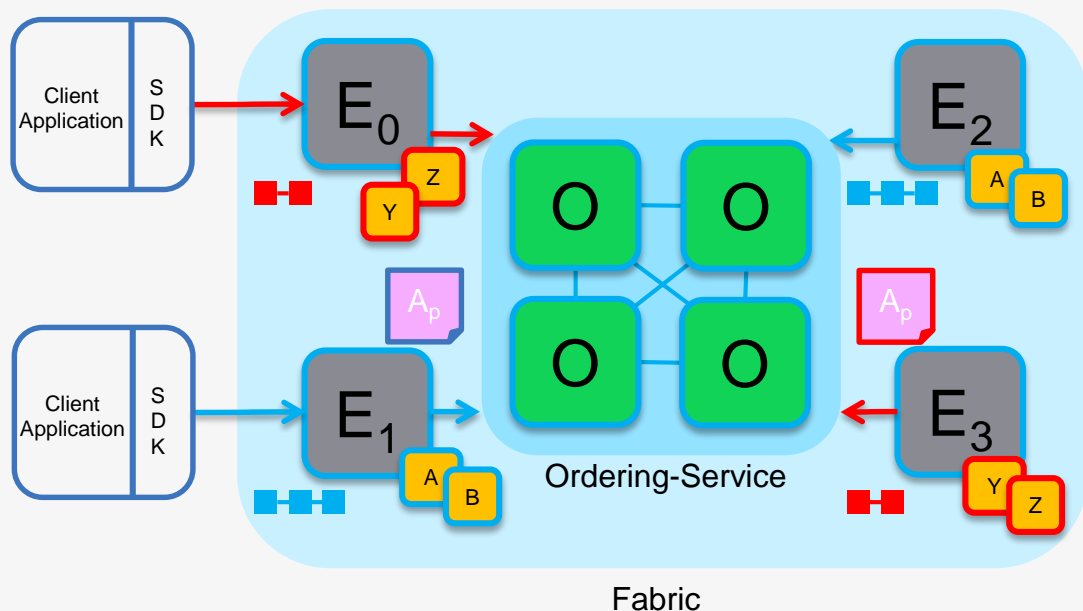 Client
Application
S
D
K
E0
Z
Y
E2
A
B
O
O
Ap
Ap
O
O
Client
Application
S
D
K
E1
A
B
E3
Y
Z
Ordering-Service
Fabric